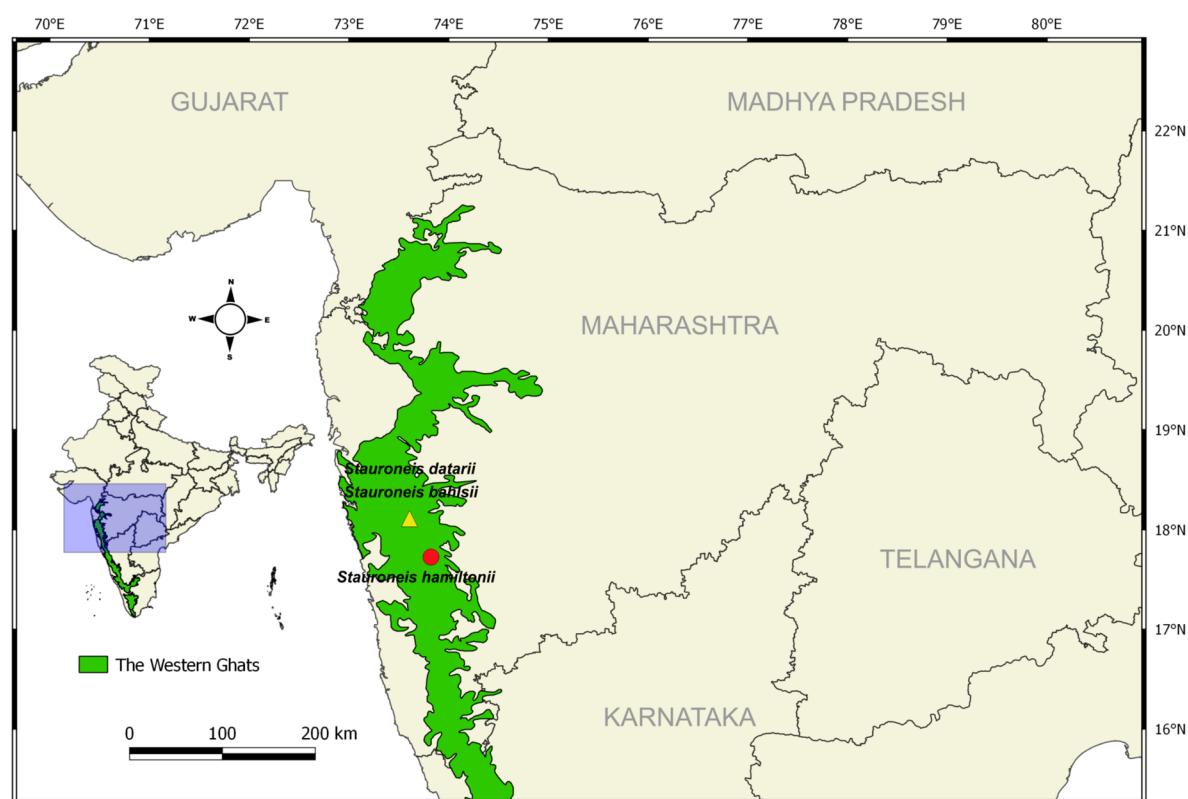 70°E 71°E 72°E 73°E 74°E 75°E 76°E 77°E 78°E 79°E 80°E
GUJARAT
MADHYA PRADESH
22°N
21°N
N
W E
S
MAHARASHTRA
20°N
19°N
Stauroneis datarii
Stauroneis bahlsii
18°N
TELANGANA
Stauroneis hamiltonii
17°N
The Western Ghats
KARNATAKA
16°N
0 100 200 km